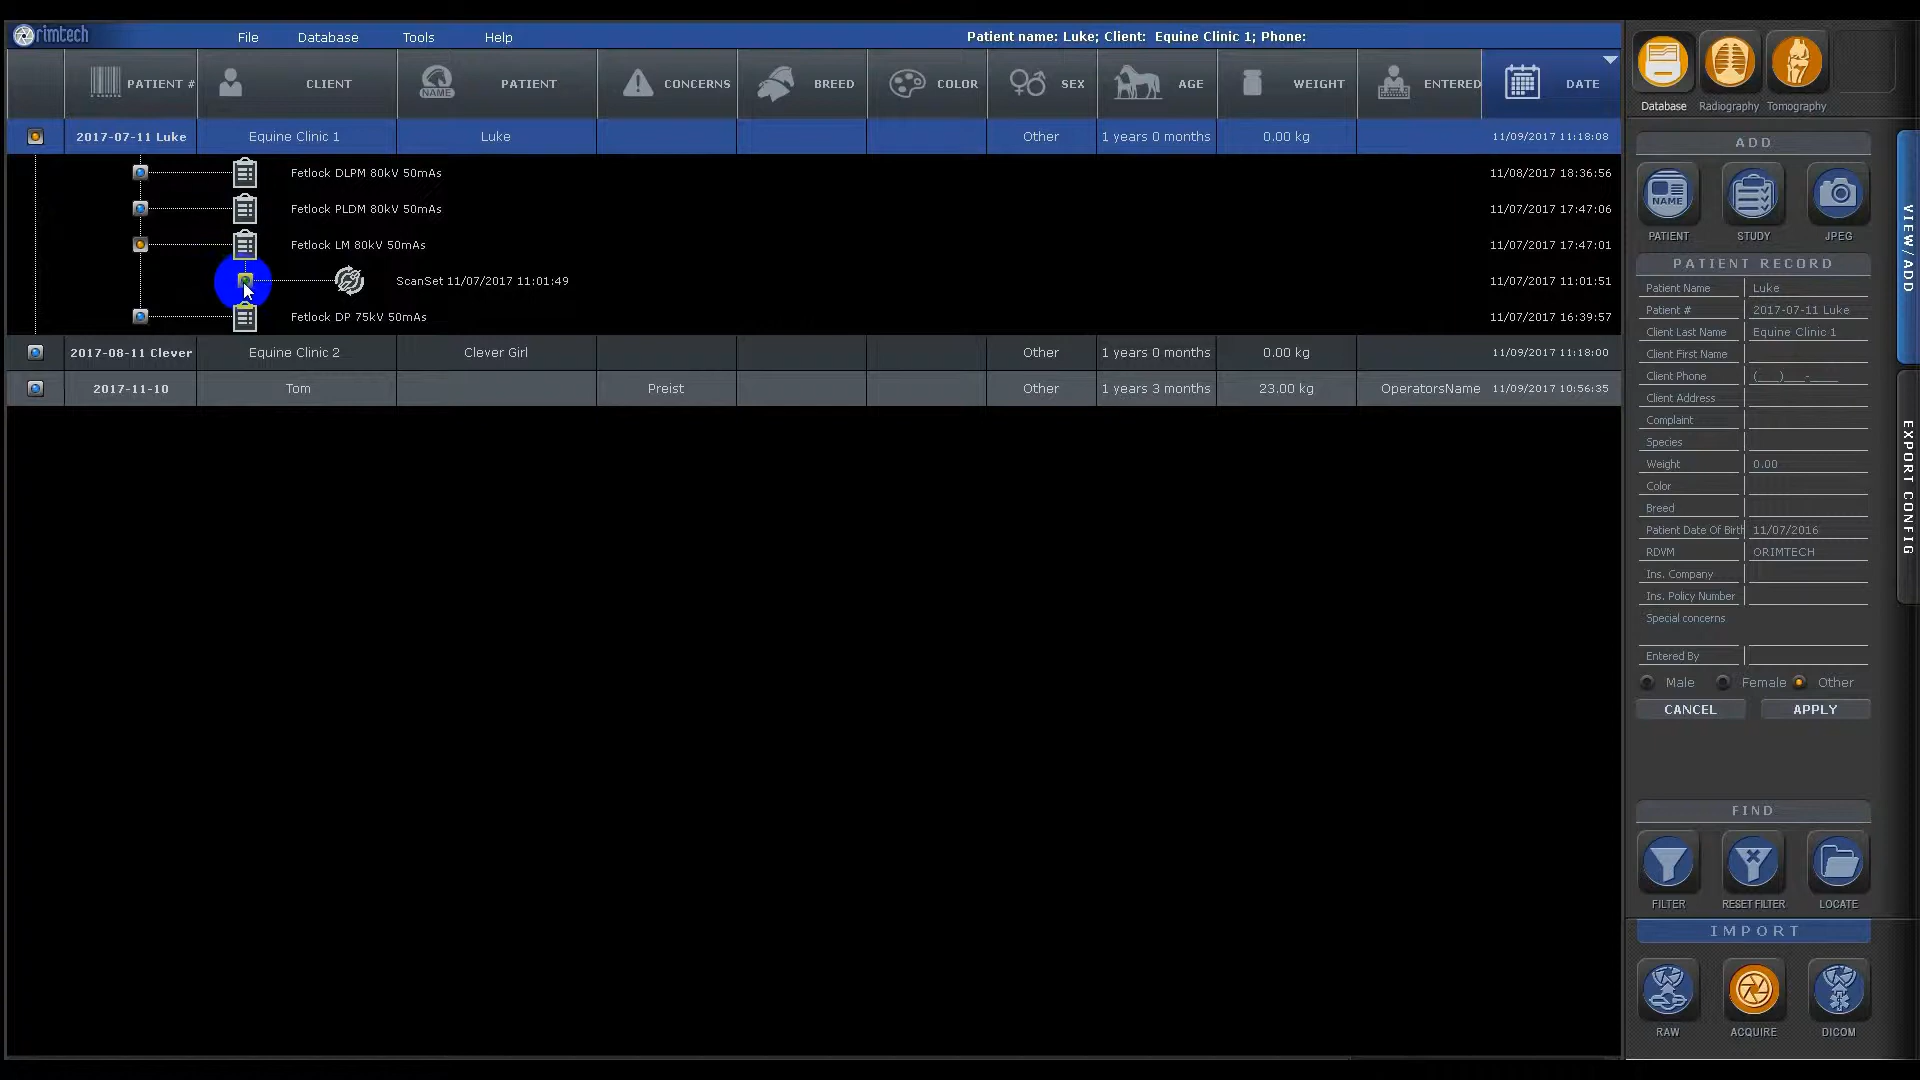 rimtech File Database Tools Help Patient name: Luke; Client: Equine Clinic 1; Phone:
PATIENT # CLIENT NAME PATIENT CONCERNS BREED COLOR SEX AGE WEIGHT ENTERED DATE
2017-07-11 Luke Equine Clinic 1 Luke Other 1 years 0 months 0.00 kg 11/09/2017 11:18:08
Fetlock DLPM 80kV 50mAs 11/08/2017 18:36:56
Fetlock PLDM 80kV 50mAs 11/07/2017 17:47:06
Fetlock LM 80kV 50mAs 11/07/2017 17:47:01
ScanSet 11/07/2017 11:01:49 11/07/2017 11:01:51
Fetlock DP 75kV 50mAs 11/07/2017 16:39:57
2017-08-11 Clever Equine Clinic 2 Clever Girl Other 1 years 0 months 0.00 kg 11/09/2017 11:18:00
2017-11-10 Tom Preist Other 1 years 3 months 23.00 kg OperatorsName 11/09/2017 10:56:35
Database Radiography Tomography
ADD
NAME
PATIENT STUDY JPEG
PATIENT RECORD
Patient Name Luke
Patient # 2017-07-11 Luke
Client Last Name Equine Clinic 1
Client First Name
Client Phone (___)___-____
Client Address
Complaint
Species
Weight 0.00
Color
Breed
Patient Date Of Birth 11/07/2016
RDVM ORIMTECH
Ins. Company
Ins. Policy Number
Special concerns
Entered By
Male Female Other
CANCEL APPLY
FIND
FILTER RESET FILTER LOCATE
IMPORT
RAW ACQUIRE DICOM
VIEW/ADD
EXPORT CONFIG